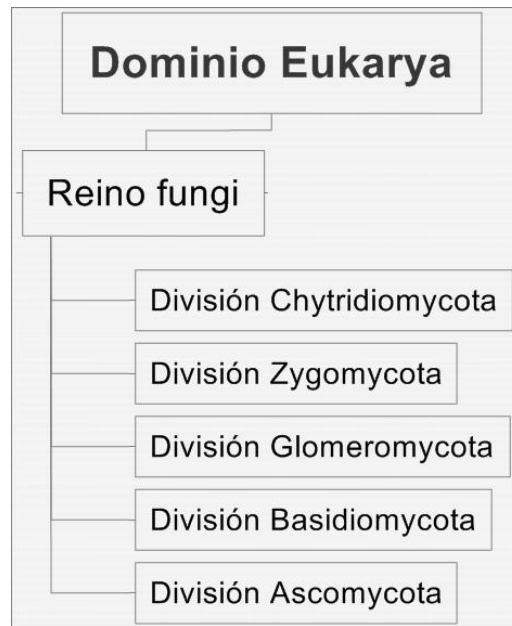 Dominio Eukarya
Reino fungi
División Chytridiomycota
División Zygomycota
División Glomeromycota
División Basidiomycota
División Ascomycota